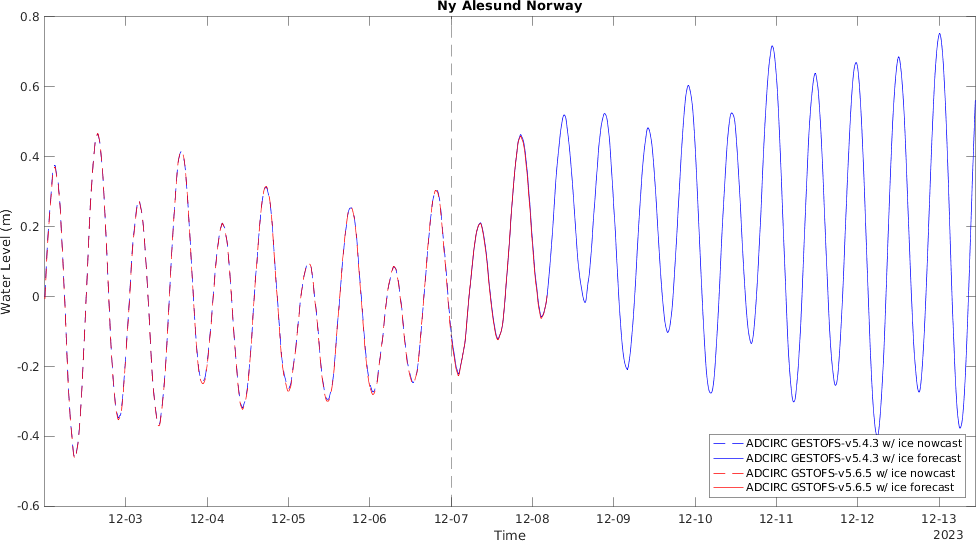 Ny Alesund Norway
0.8
0.6
0.4
0.2
0
-0.2
-0.4
-0.6
Water Level (m)
ADCIRC GESTOFS-v5.4.3 w/ ice nowcast
ADCIRC GESTOFS-v5.4.3 w/ ice forecast
ADCIRC GSTOFS-v5.6.5 w/ ice nowcast
ADCIRC GSTOFS-v5.6.5 w/ ice forecast
12-03 12-04 12-05 12-06 12-07 12-08 12-09 12-10 12-11 12-12 12-13
Time
2023